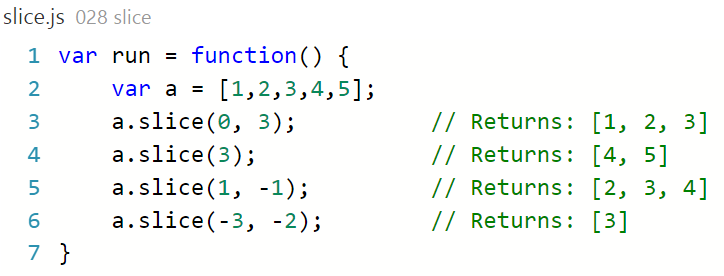 slice.js 028 slice
1 var run = function() {
2     var a = [1,2,3,4,5];
3     a.slice(0, 3);          // Returns: [1, 2, 3]
4     a.slice(3);             // Returns: [4, 5]
5     a.slice(1, -1);         // Returns: [2, 3, 4]
6     a.slice(-3, -2);        // Returns: [3]
7 }